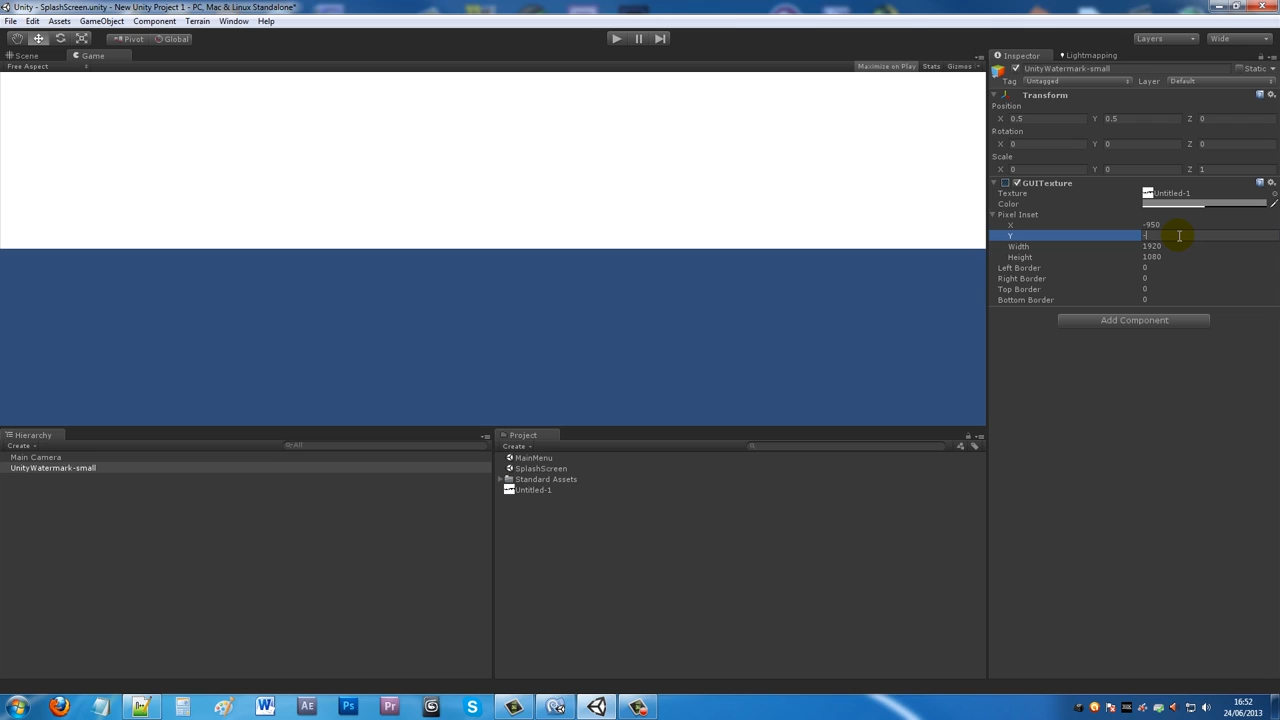 Unity - SplashScreen.unity - New Unity Project 1 - PC, Mac & Linux Standalone*
File Edit Assets GameObject Component Terrain Window Help
Pivot Global Layers Wide
Scene Game
Free Aspect Maximize on Play Stats Gizmos
Inspector Lightmapping
UnityWatermark-small Static
Tag Untagged Layer Default
Transform
Position
X 0.5 Y 0.5 Z 0
Rotation
X 0 Y 0 Z 0
Scale
X 0 Y 0 Z 1
GUITexture
Texture Untitled-1
Color
Pixel Inset
X -950
Y -
Width 1920
Height 1080
Left Border 0
Right Border 0
Top Border 0
Bottom Border 0
Add Component
Hierarchy
Create All
Main Camera
UnityWatermark-small
Project
Create
MainMenu
SplashScreen
Standard Assets
Untitled-1
W Ae Ps Pr S
16:52
24/06/2013